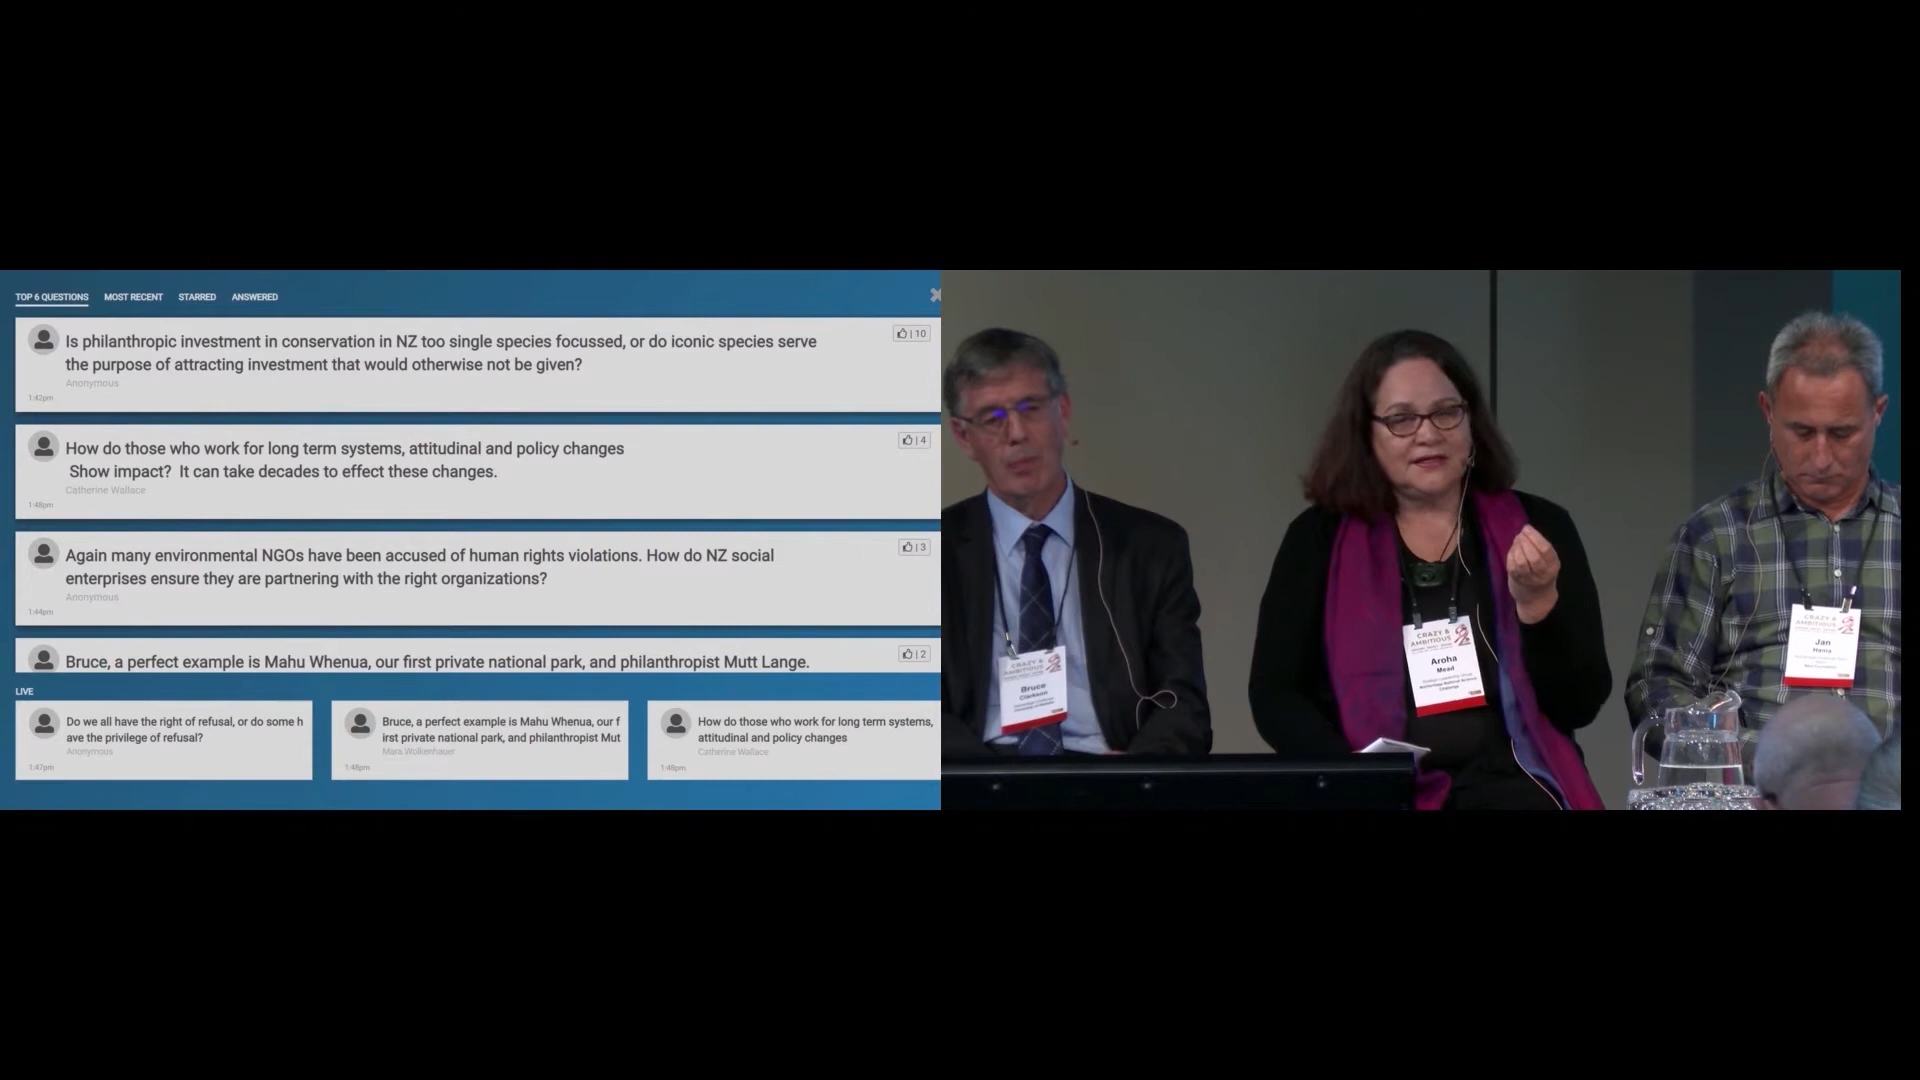 TOP 6 QUESTIONS MOST RECENT STARRED ANSWERED
Is philanthropic investment in conservation in NZ too single species focussed, or do iconic species serve
the purpose of attracting investment that would otherwise not be given?
Anonymous
1:42pm
10
How do those who work for long term systems, attitudinal and policy changes
Show impact? It can take decades to effect these changes.
Catherine Wallace
1:48pm
4
Again many environmental NGOs have been accused of human rights violations. How do NZ social
enterprises ensure they are partnering with the right organizations?
Anonymous
1:44pm
3
Bruce, a perfect example is Mahu Whenua, our first private national park, and philanthropist Mutt Lange.
2
LIVE
Do we all have the right of refusal, or do some h
ave the privilege of refusal?
Anonymous
1:47pm
Bruce, a perfect example is Mahu Whenua, our f
irst private national park, and philanthropist Mut
Mara Wolkenhauer
1:48pm
How do those who work for long term systems,
attitudinal and policy changes
Catherine Wallace
1:48pm
CRAZY &
AMBITIOUS
Bruce
Clarkson
CRAZY &
AMBITIOUS
Aroha
Mead
CRAZY &
AMBITIOUS
Jan
Hania